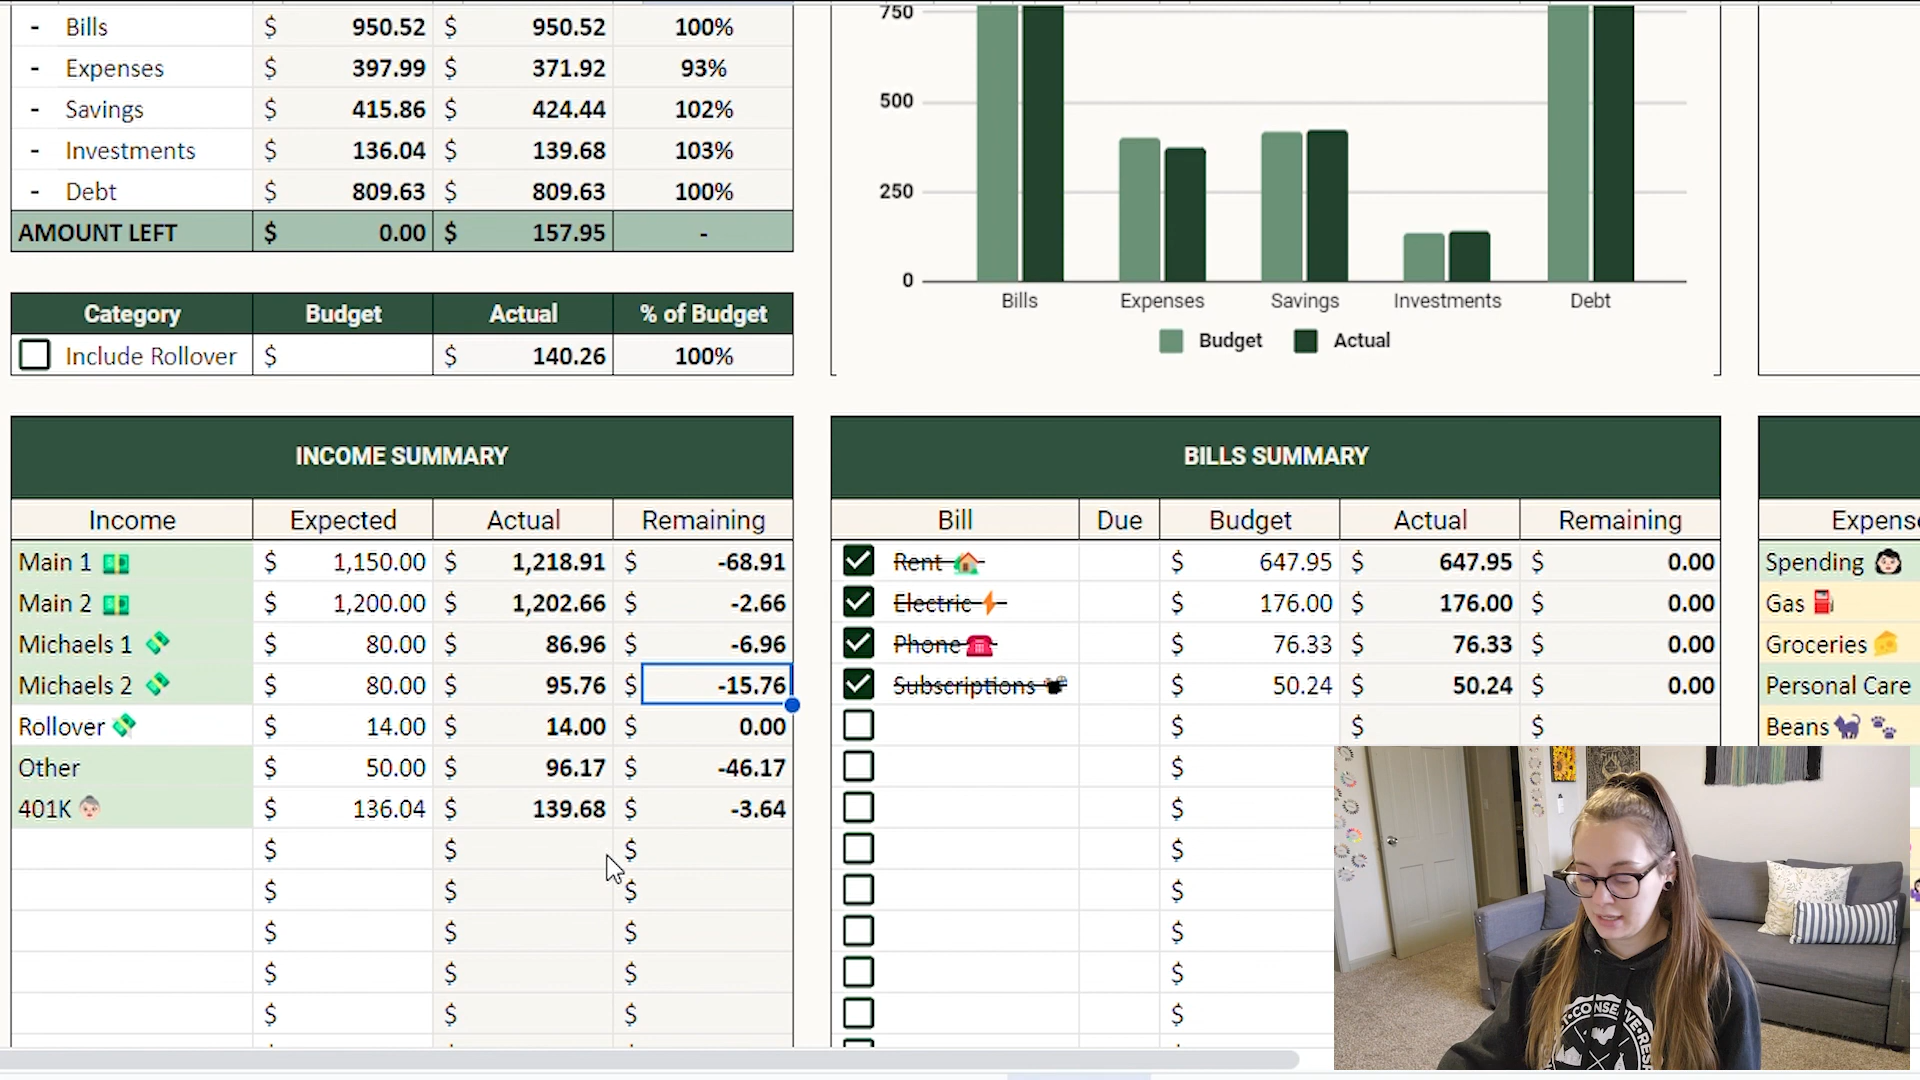 - Bills $ 950.52 $ 950.52 100%
- Expenses $ 397.99 $ 371.92 93%
- Savings $ 415.86 $ 424.44 102%
- Investments $ 136.04 $ 139.68 103%
- Debt $ 809.63 $ 809.63 100%
AMOUNT LEFT $ 0.00 $ 157.95 -
Category Budget Actual % of Budget
Include Rollover $ $ 140.26 100%
750
500
250
0
Bills Expenses Savings Investments Debt
Budget Actual
INCOME SUMMARY
Income Expected Actual Remaining
Main 1 💵 $ 1,150.00 $ 1,218.91 $ -68.91
Main 2 💵 $ 1,200.00 $ 1,202.66 $ -2.66
Michaels 1 💸 $ 80.00 $ 86.96 $ -6.96
Michaels 2 💸 $ 80.00 $ 95.76 $ -15.76
Rollover 💸 $ 14.00 $ 14.00 $ 0.00
Other $ 50.00 $ 96.17 $ -46.17
401K 👵🏻 $ 136.04 $ 139.68 $ -3.64
$ $ $
$ $ $
$ $ $
$ $ $
$ $ $
BILLS SUMMARY
Bill Due Budget Actual Remaining
Rent 🏠 $ 647.95 $ 647.95 $ 0.00
Electric ⚡ $ 176.00 $ 176.00 $ 0.00
Phone ☎️ $ 76.33 $ 76.33 $ 0.00
Subscriptions $ 50.24 $ 50.24 $ 0.00
$ $ $
$
$
$
$
$
$
$
Spending 👩🏻
Gas ⛽
Groceries 🧀
Personal Care
Beans 🐈‍⬛ 🐾